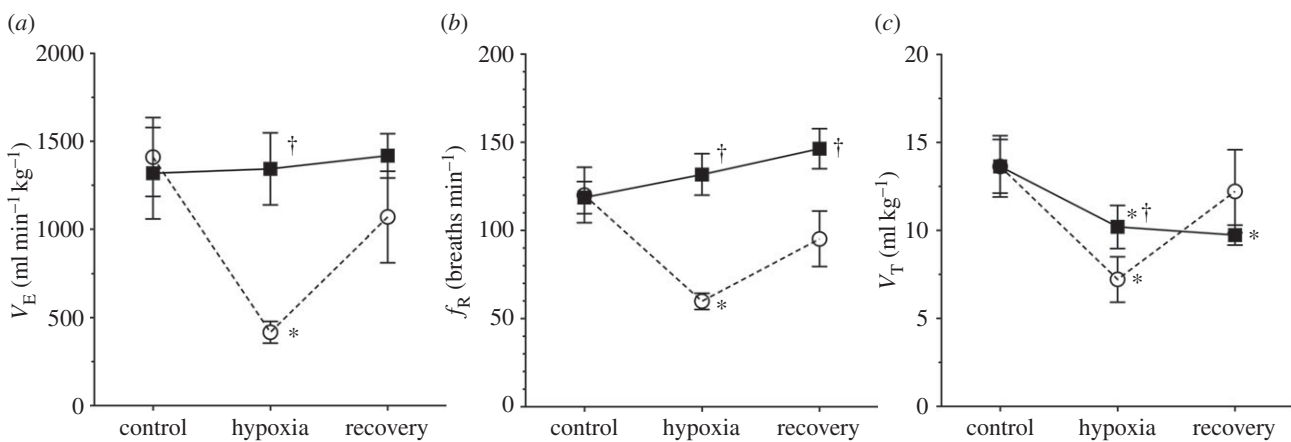 (a)
2000
1500
1000
500
0
V_E (ml min⁻¹ kg⁻¹)
control
hypoxia
recovery
†
*
(b)
200
150
100
50
0
f_R (breaths min⁻¹)
control
hypoxia
recovery
†
†
*
(c)
20
15
10
5
0
V_T (ml kg⁻¹)
control
hypoxia
recovery
*†
*
*